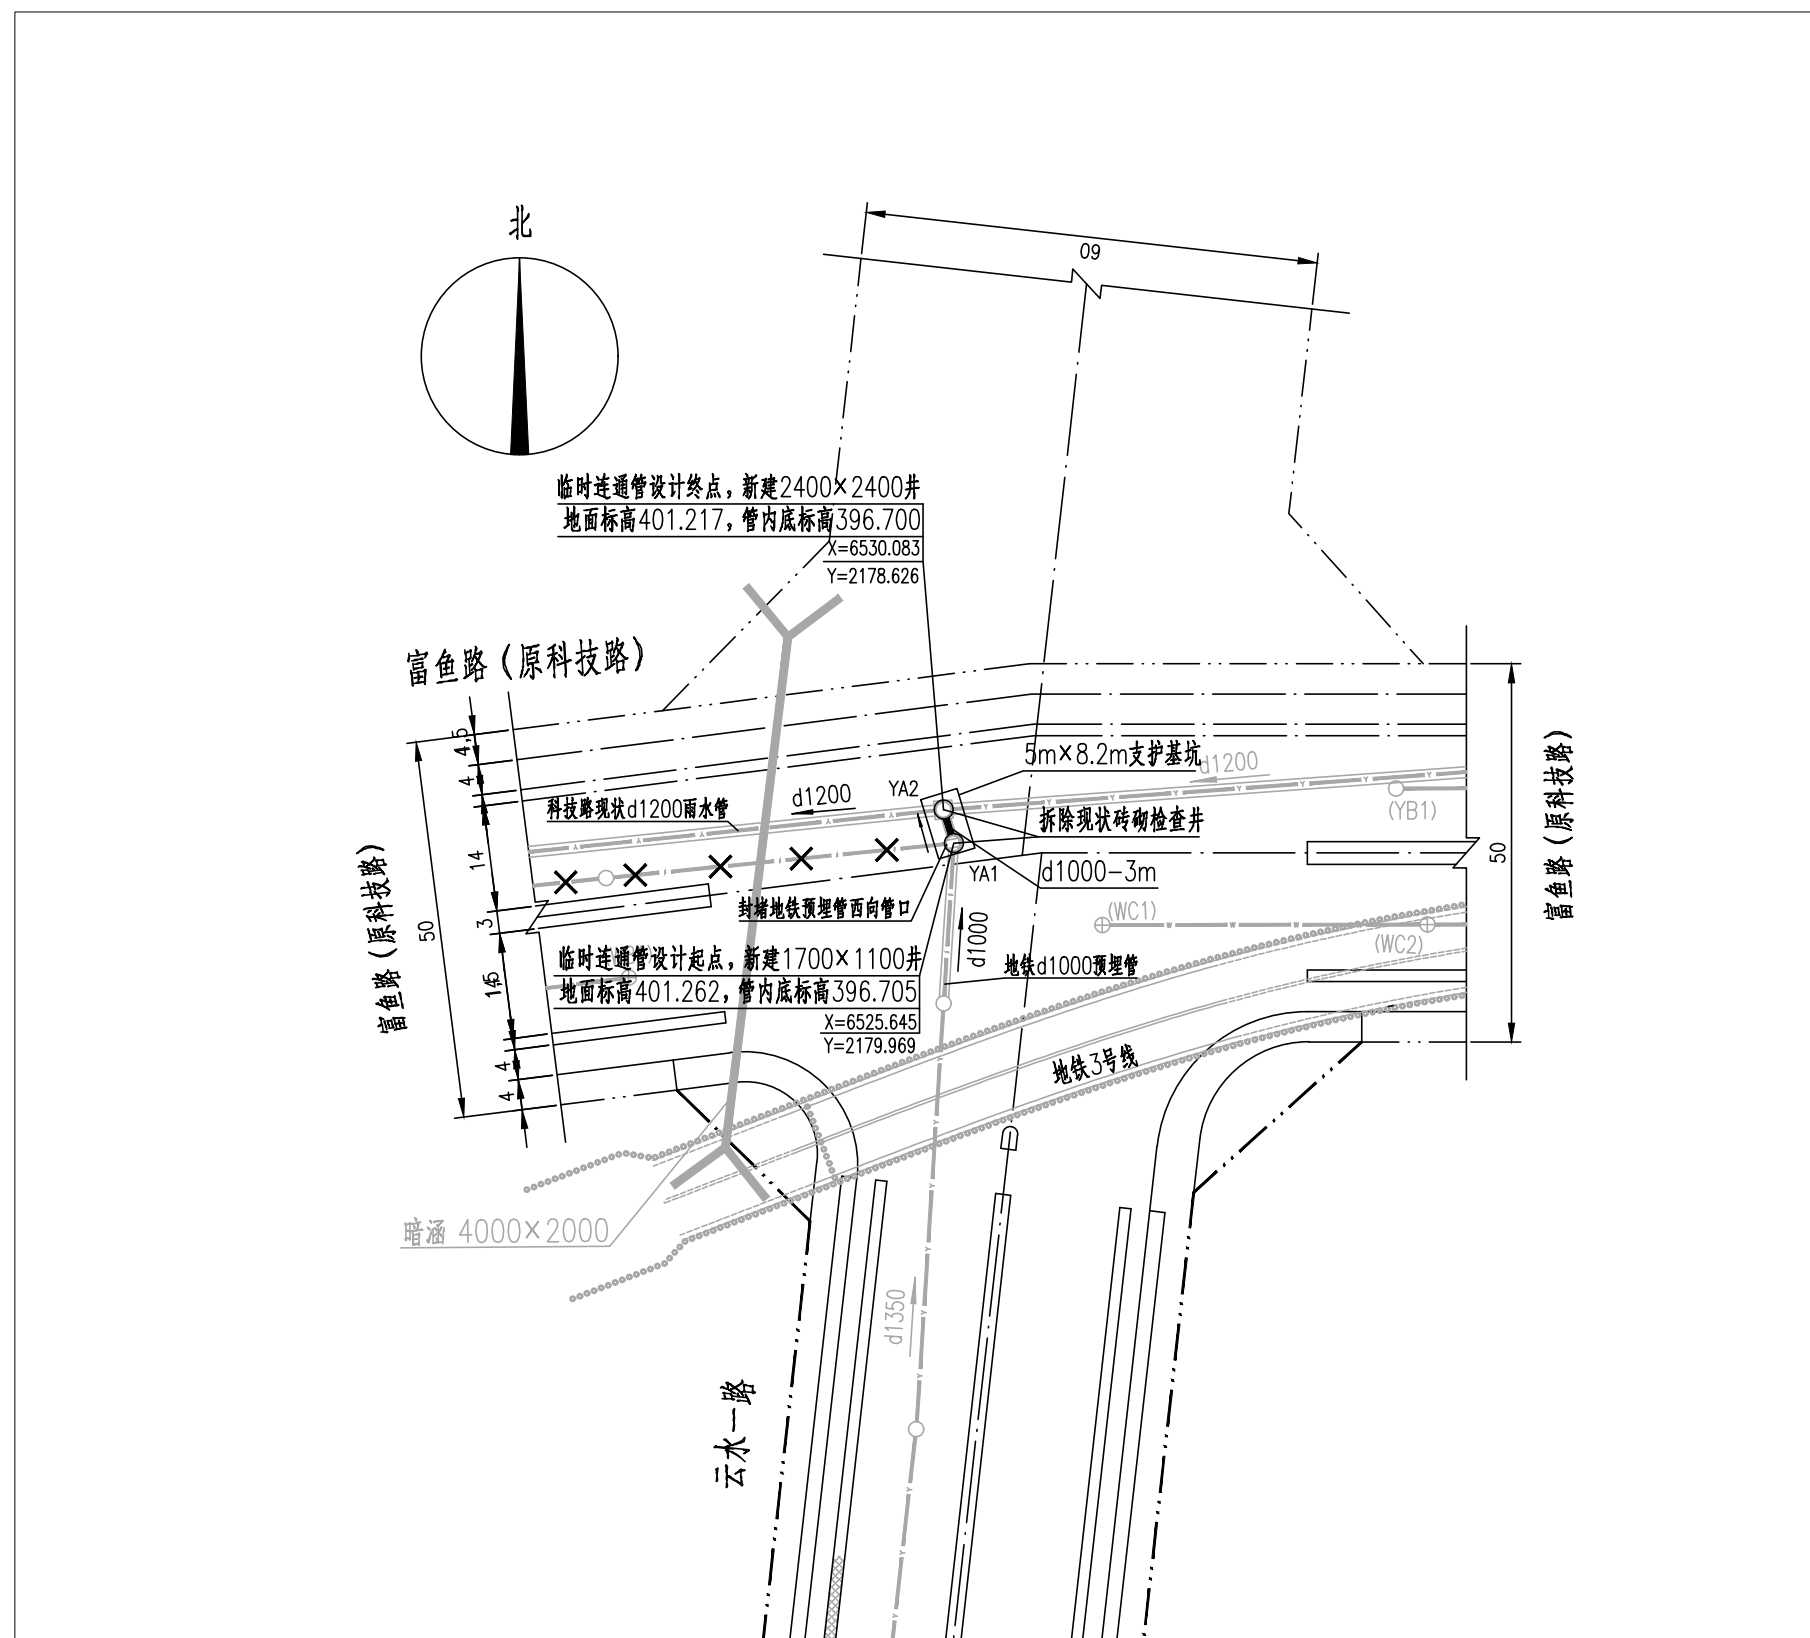 北
60
临时连通管设计终点，新建2400×2400井
地面标高401.217，管内底标高396.700
X=6530.083
Y=2178.626
富鱼路（原科技路）
4.5
4
14
3
14.5
4
4
50
富鱼路（原科技路）
科技路现状d1200雨水管
d1200
YA2
5m×8.2m支护基坑
d1200
(YB1)
拆除现状砖砌检查井
YA1
d1000-3m
50
富鱼路（原科技路）
封堵地铁预埋管西向管口
d1000
(WC1)
(WC2)
临时连通管设计起点，新建1700×1100井
地面标高401.262，管内底标高396.705
X=6525.645
Y=2179.969
地铁d1000预埋管
地铁3号线
暗涵 4000×2000
d1350
云水一路